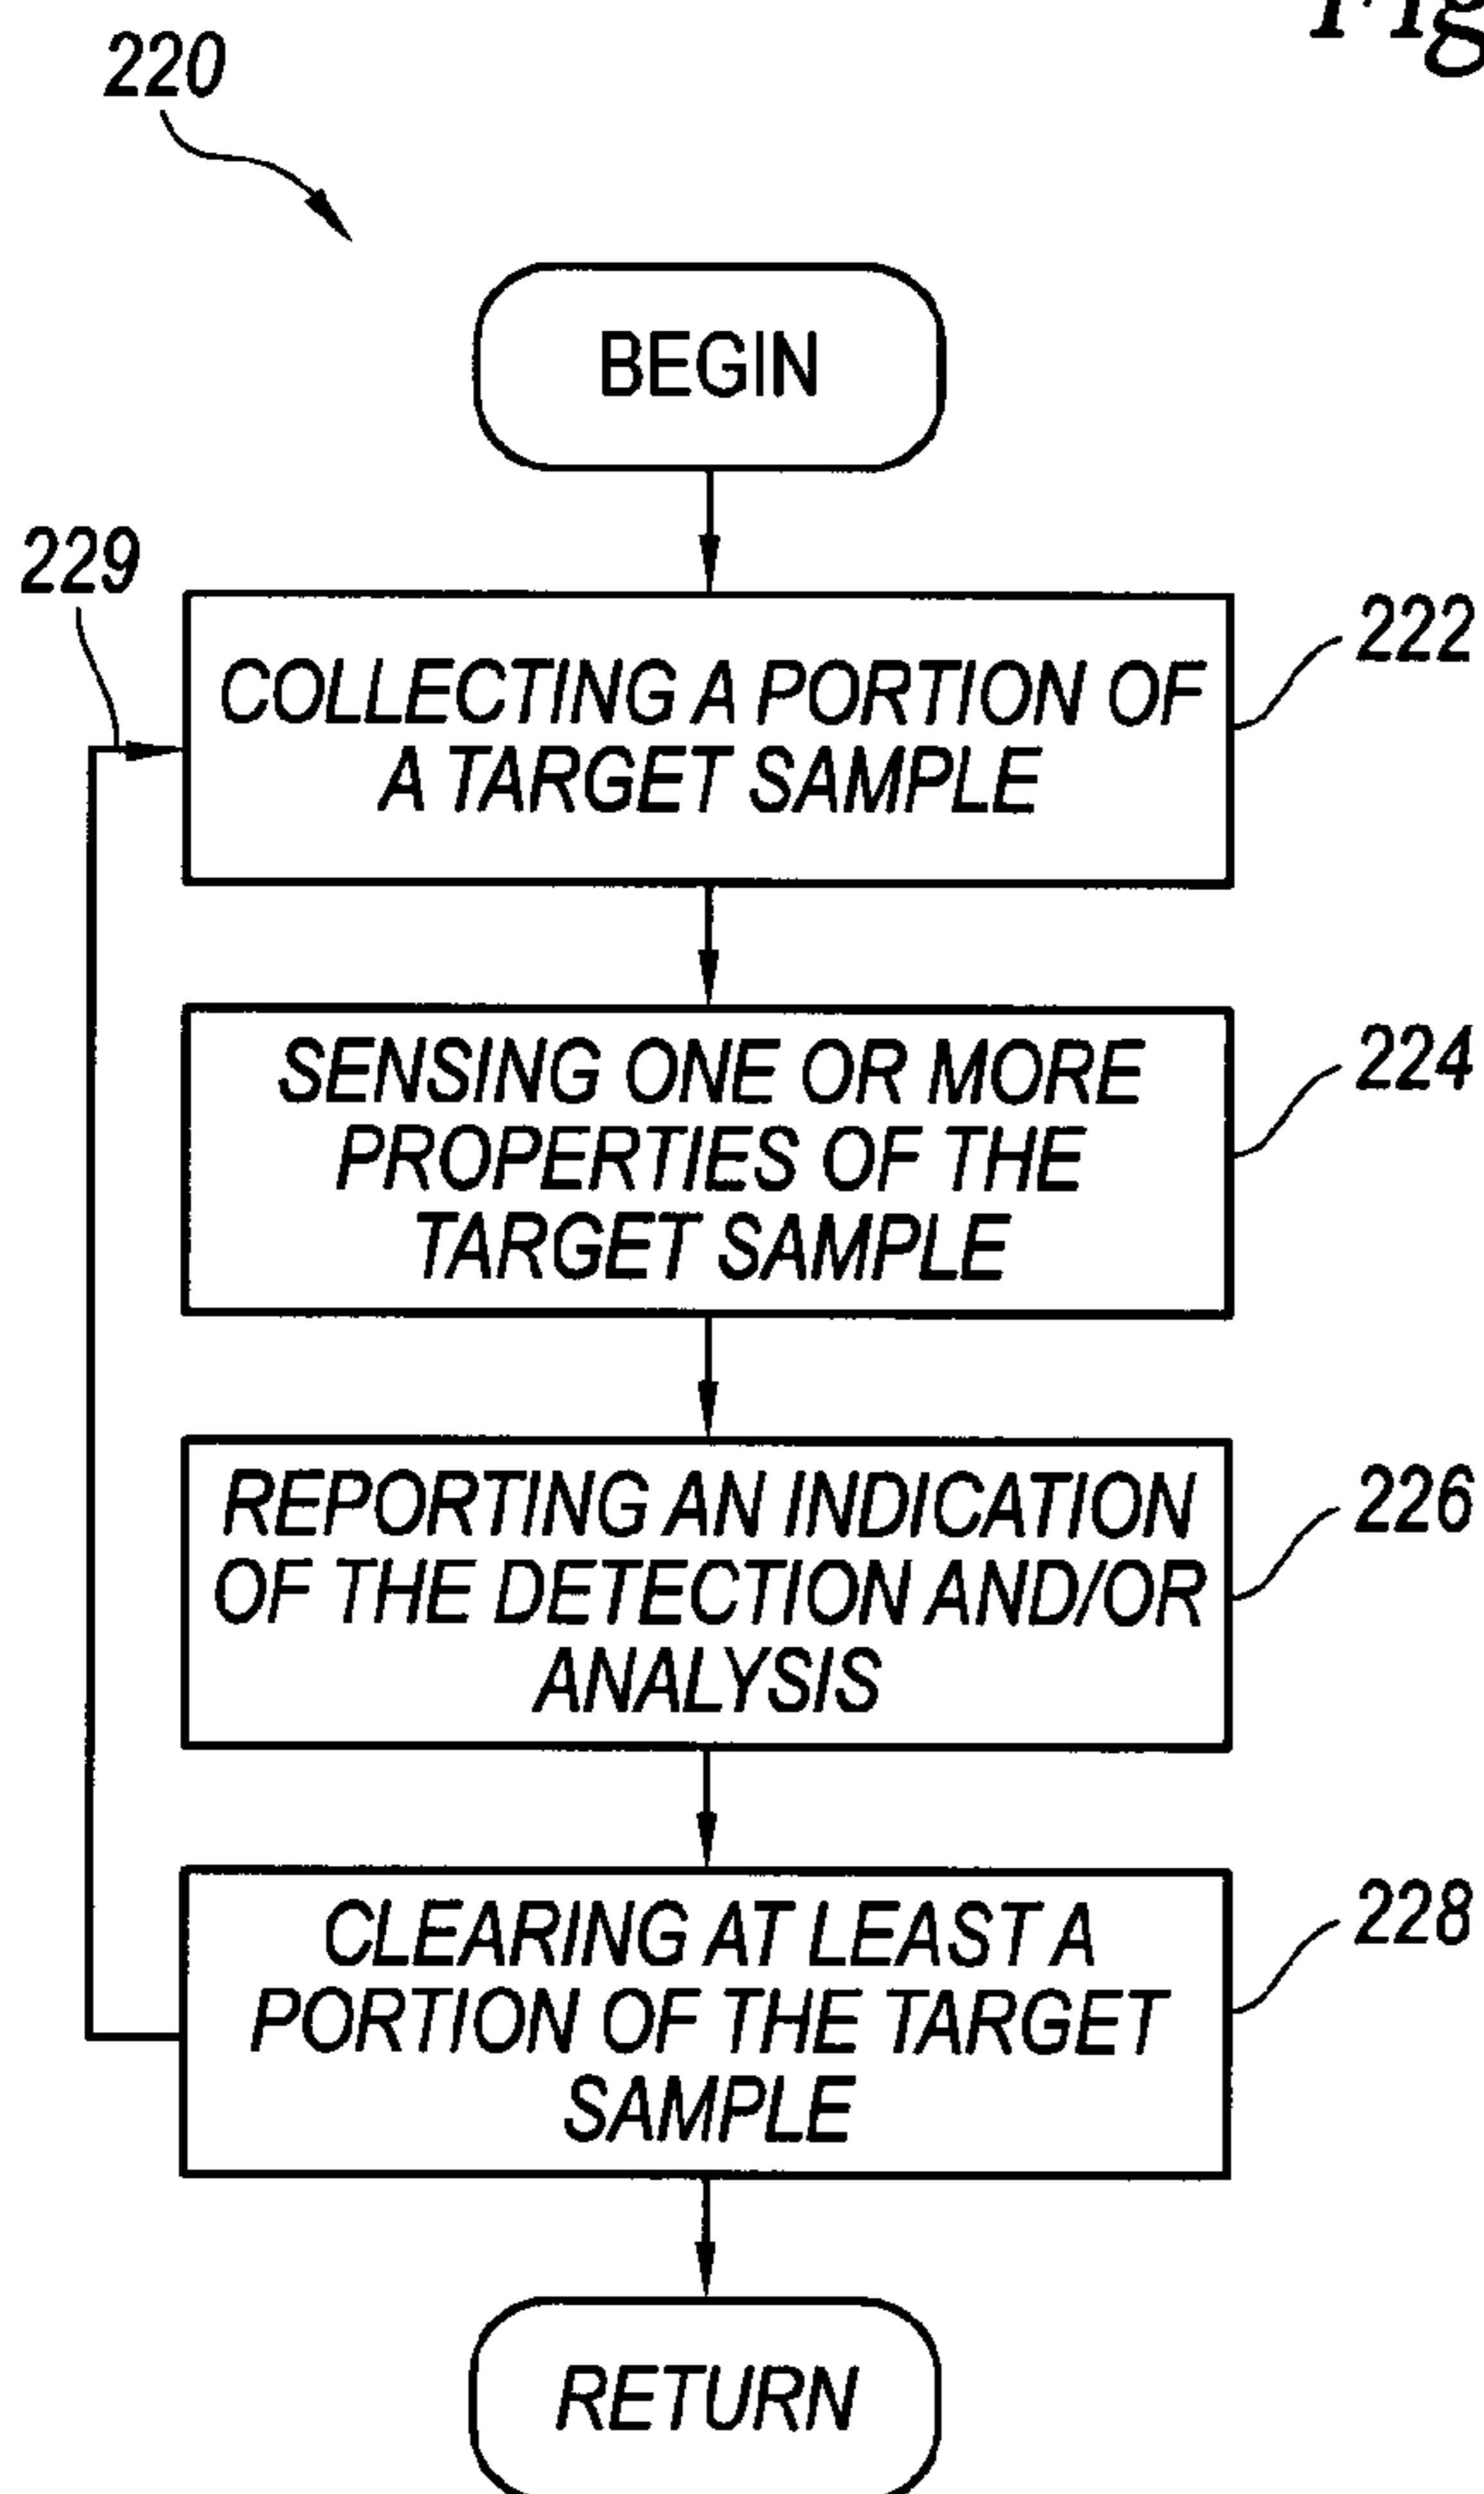 Fig
220
BEGIN
229
222
COLLECTING A PORTION OF
A TARGET SAMPLE
224
SENSING ONE OR MORE
PROPERTIES OF THE
TARGET SAMPLE
226
REPORTING AN INDICATION
OF THE DETECTION AND/OR
ANALYSIS
228
CLEARING AT LEAST A
PORTION OF THE TARGET
SAMPLE
RETURN